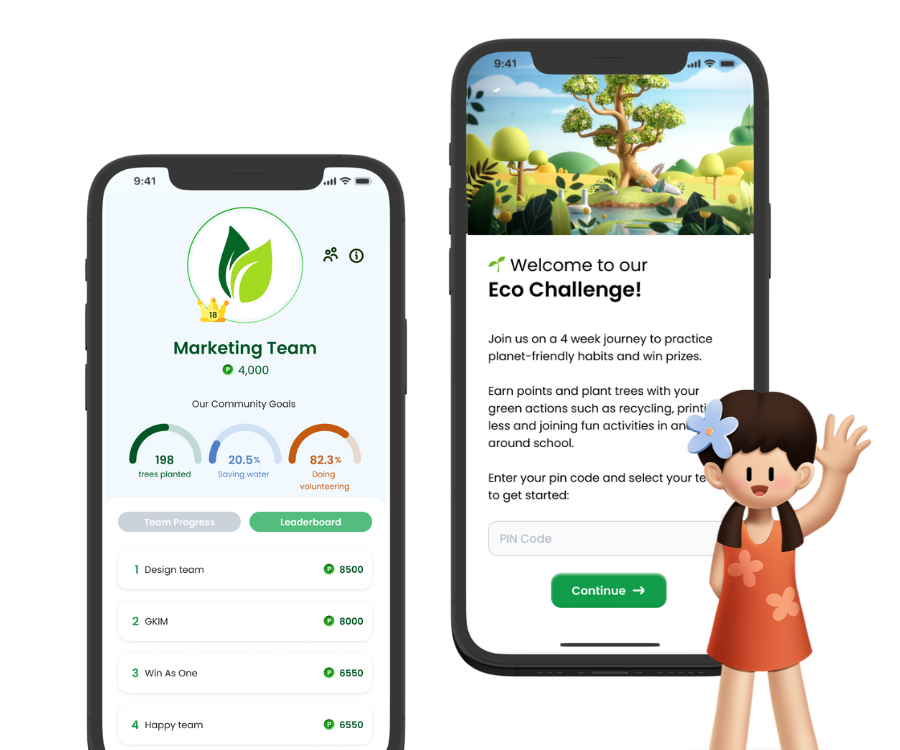 9:41
18
Marketing Team
P 4,000
Our Community Goals
198
trees planted
20.5%
Saving water
82.3%
Doing
volunteering
Team Progress
Leaderboard
1 Design team P 8500
2 GKIM P 8000
3 Win As One P 6550
4 Happy team P 6550
9:41
Welcome to our
Eco Challenge!
Join us on a 4 week journey to practice
planet-friendly habits and win prizes.
Earn points and plant trees with your
green actions such as recycling, printi
less and joining fun activities in an
around school.
Enter your pin code and select your te
to get started:
PIN Code
Continue →